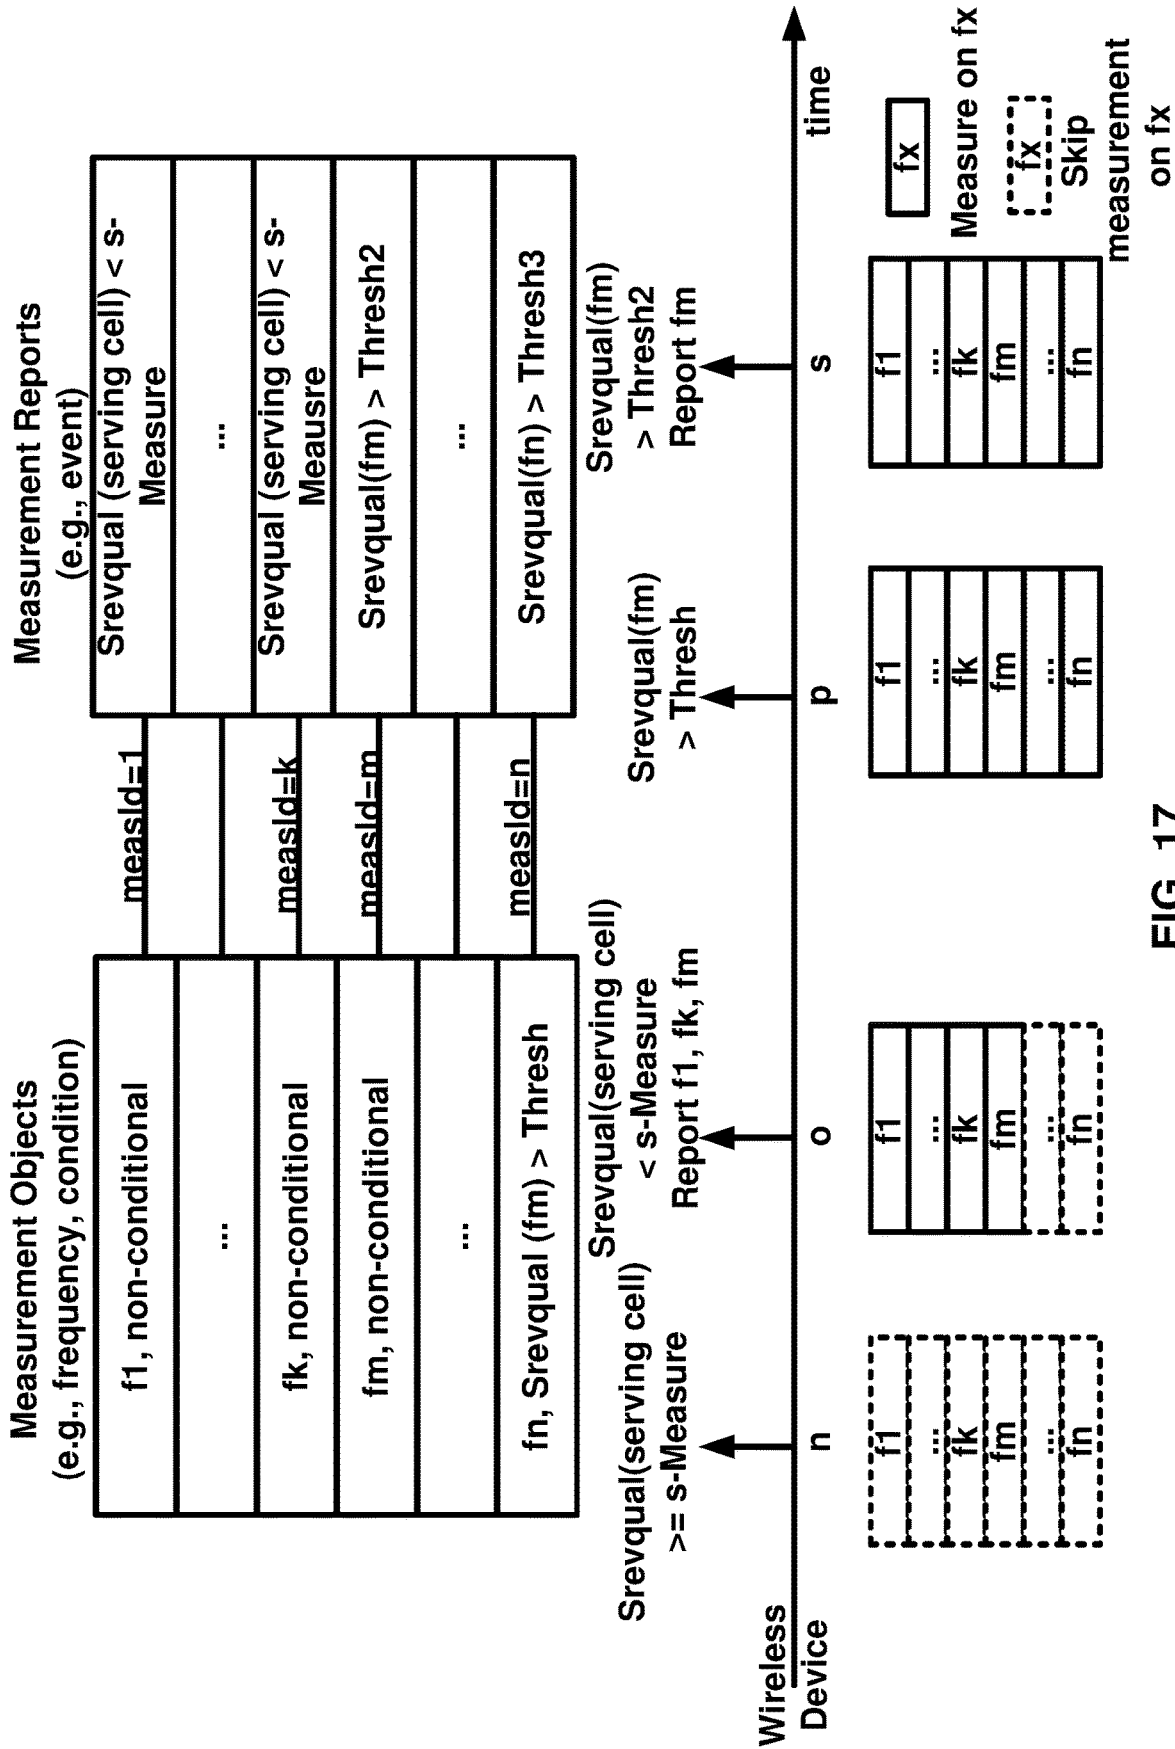 Measurement Objects
(e.g., frequency, condition)
f1, non-conditional
...
fk, non-conditional
fm, non-conditional
...
fn, Srevqual (fm) > Thresh
measId=1
measId=k
measId=m
measId=n
Measurement Reports
(e.g., event)
Srevqual (serving cell) < s-
Measure
...
Srevqual (serving cell) < s-
Meausre
Srevqual(fm) > Thresh2
...
Srevqual(fn) > Thresh3
Srevqual(serving cell)
>= s-Measure
Srevqual(serving cell)
< s-Measure
Report f1, fk, fm
Srevqual(fm)
> Thresh
Srevqual(fm)
> Thresh2
Report fm
Wireless
Device
n
o
p
s
time
f1
...
fk
fm
...
fn
f1
...
fk
fm
...
fn
f1
...
fk
fm
...
fn
f1
...
fk
fm
...
fn
fx
Measure on fx
fx
Skip
measurement
on fx
FIG. 17